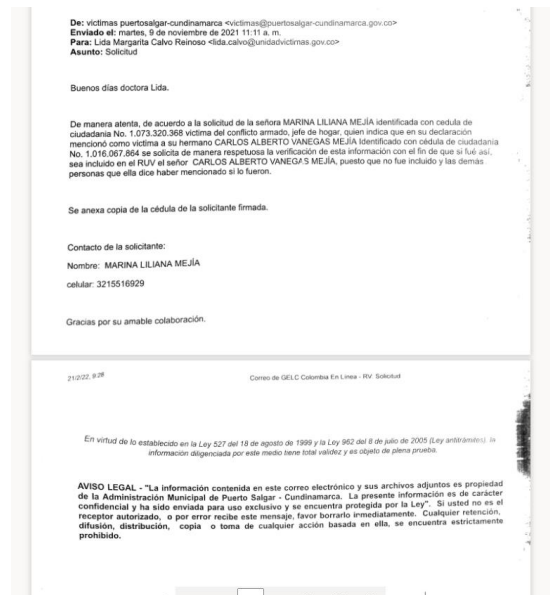 De: victimas puertosalgar-cundinamarca <victimas@puertosalgar-cundinamarca.gov.co>
Enviado el: martes, 9 de noviembre de 2021 11:11 a. m.
Para: Lida Margarita Calvo Reinoso <lida.calvo@unidadvictimas.gov.co>
Asunto: Solicitud
Buenos días doctora Lida.
De manera atenta, de acuerdo a la solicitud de la señora MARINA LILIANA MEJÍA identificada con cedula de
ciudadania No. 1.073.320.368 victima del conflicto armado, jefe de hogar, quien indica que en su declaración
mencionó como victima a su hermano CARLOS ALBERTO VANEGAS MEJÍA Identificado con cédula de ciudadania
No. 1.016.067.864 se solicita de manera respetuosa la verificación de esta información con el fin de que si fué así,
sea incluido en el RUV el señor CARLOS ALBERTO VANEGAS MEJÍA, puesto que no fue incluido y las demás
personas que ella dice haber mencionado si lo fueron.
Se anexa copia de la cédula de la solicitante firmada.
Contacto de la solicitante:
Nombre: MARINA LILIANA MEJÍA
celular: 3215516929
Gracias por su amable colaboración.
21/2/22, 9:28
Correo de GELC Colombia En Linea - RV: Solicitud
En virtud de lo establecido en la Ley 527 del 18 de agosto de 1999 y la Ley 962 del 8 de julio de 2005 (Ley antitrámites) la
información diligenciada por este medio tiene total validez y es objeto de plena prueba.
AVISO LEGAL - "La información contenida en este correo electrónico y sus archivos adjuntos es propiedad
de la Administración Municipal de Puerto Salgar - Cundinamarca. La presente información es de carácter
confidencial y ha sido enviada para uso exclusivo y se encuentra protegida por la Ley". Si usted no es el
receptor autorizado, o por error recibe este mensaje, favor borrarlo inmediatamente. Cualquier retención,
difusión, distribución, copia o toma de cualquier acción basada en ella, se encuentra estrictamente
prohibido.